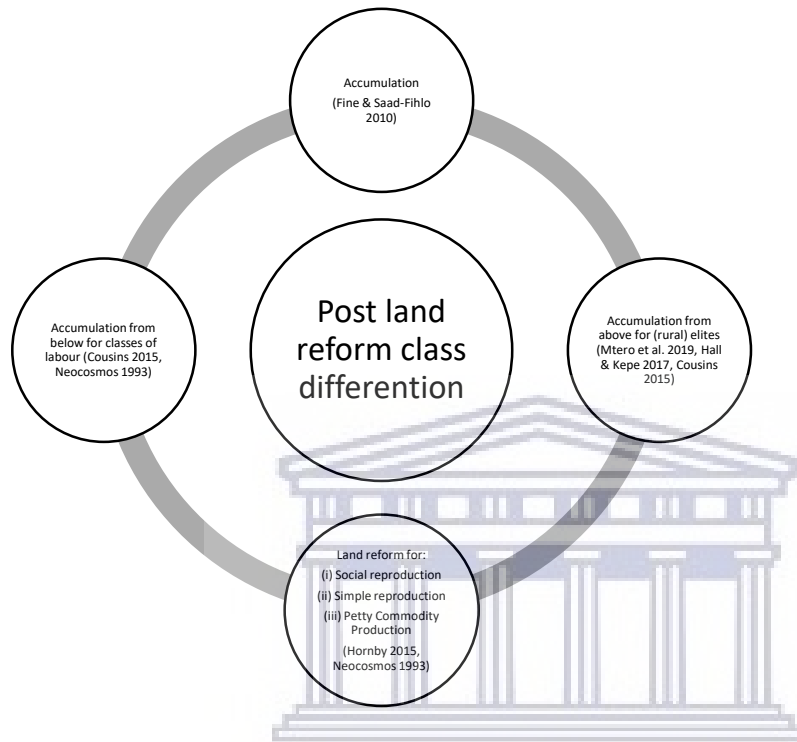 Accumulation
(Fine & Saad-Fihlo
2010)
Post land
reform class
differention
Accumulation from
below for classes of
labour (Cousins 2015,
Neocosmos 1993)
Accumulation from
above for (rural) elites
(Mtero et al. 2019, Hall
& Kepe 2017, Cousins
2015)
Land reform for:
(i) Social reproduction
(ii) Simple reproduction
(iii) Petty Commodity
Production
(Hornby 2015,
Neocosmos 1993)